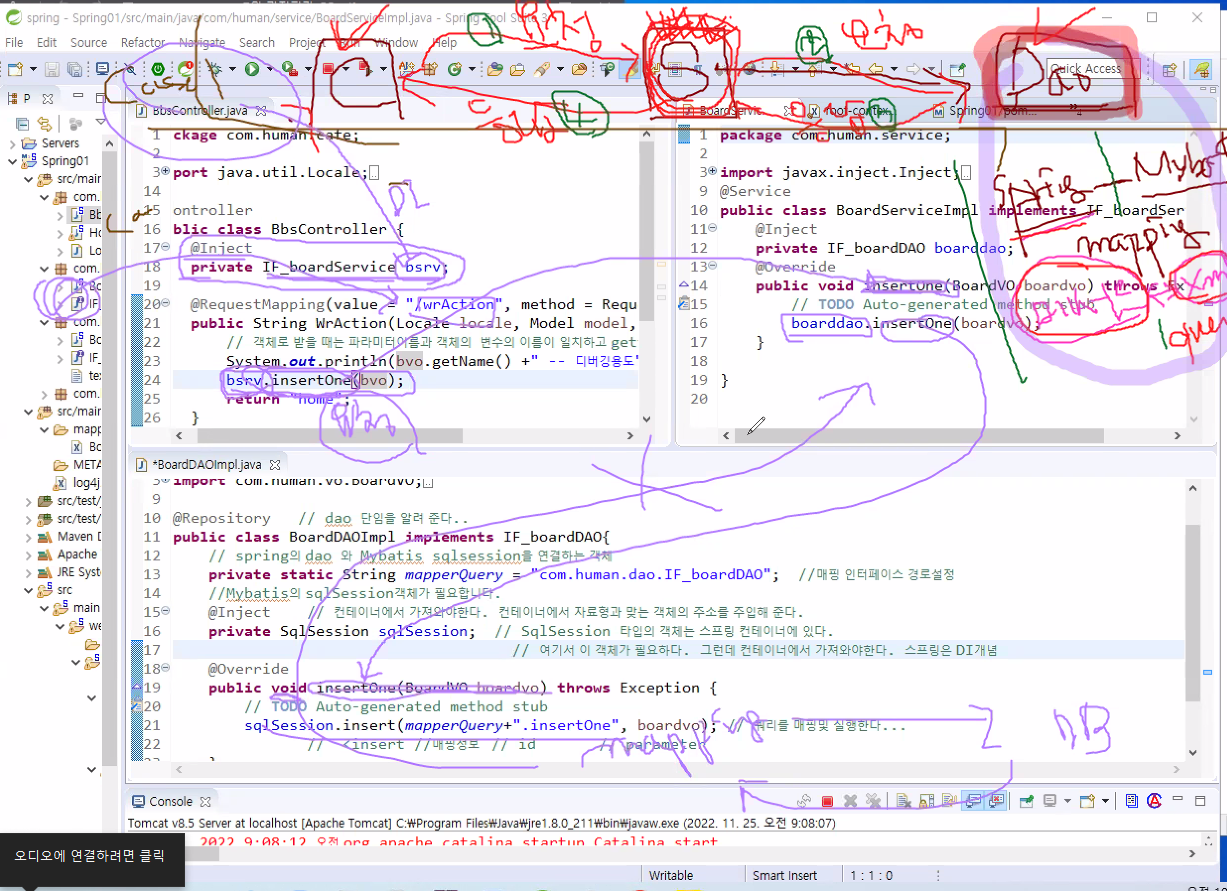 spring - Spring01/src/main/java/com/human/service/BoardServiceImpl.java - Spring Tool Suite 3
File Edit Source Refactor Navigate Search Project Run Window Help
Quick Access
P
BbsController.java
BoardServic...
root-contex...
Spring01/pom...
Servers
Spring01
src/main
com.
Bb
Ho
Lo
com.
Bo
IF
com.
Bo
IF_
tex
com.
src/main
mapp
Bo
META
log4j
src/test/
src/test/
Maven D
Apache
JRE Syst
src
main
we
1 ckage com.human.cate;
2
3 port java.util.Locale;
14
15 ontroller
16 blic class BbsController {
17 @Inject
18 private IF_boardService bsrv;
19
20 @RequestMapping(value = "/wrAction", method = Requ
21 public String WrAction(Locale locale, Model model,
22 // 객체로 받을 때는 파라미터이름과 객체의 변수의 이름이 일치하고 get
23 System.out.println(bvo.getName() +" -- 디버깅용도"
24 bsrv.insertOne(bvo);
25 return "home";
26 }
1 package com.human.service;
2
3 import javax.inject.Inject;
9 @Service
10 public class BoardServiceImpl implements IF_boardSer
11 @Inject
12 private IF_boardDAO boarddao;
13 @Override
14 public void insertOne(BoardVO boardvo) throws Ex
15 // TODO Auto-generated method stub
16 boarddao.insertOne(boardvo);
17 }
18
19 }
20
DI
Mybat
mapping
DB
*BoardDAOImpl.java
3 import com.human.vo.BoardVO;
9
10 @Repository // dao 단임을 알려 준다..
11 public class BoardDAOImpl implements IF_boardDAO{
12 // spring의 dao 와 Mybatis sqlsession을 연결하는 객체
13 private static String mapperQuery = "com.human.dao.IF_boardDAO"; //매핑 인터페이스 경로설정
14 //Mybatis의 sqlSession객체가 필요합니다.
15 @Inject // 컨테이너에서 가져와야한다. 컨테이너에서 자료형과 맞는 객체의 주소를 주입해 준다.
16 private SqlSession sqlSession; // SqlSession 타입의 객체는 스프링 컨테이너에 있다.
17 // 여기서 이 객체가 필요하다. 그런데 컨테이너에서 가져와야한다. 스프링은 DI개념
18 @Override
19 public void insertOne(BoardVO boardvo) throws Exception {
20 // TODO Auto-generated method stub
21 sqlSession.insert(mapperQuery+".insertOne", boardvo); // 쿼리를 매핑및 실행한다...
22 // <insert //매핑정보 // id // parameter
Console
Tomcat v8.5 Server at localhost [Apache Tomcat] C:₩Program Files₩Java₩jre1.8.0_211₩bin₩javaw.exe (2022. 11. 25. 오전 9:08:07)
2022 9:08:12 오전 org.apache.catalina.startup.Catalina start
오디오에 연결하려면 클릭
Writable
Smart Insert
1 : 1 : 0